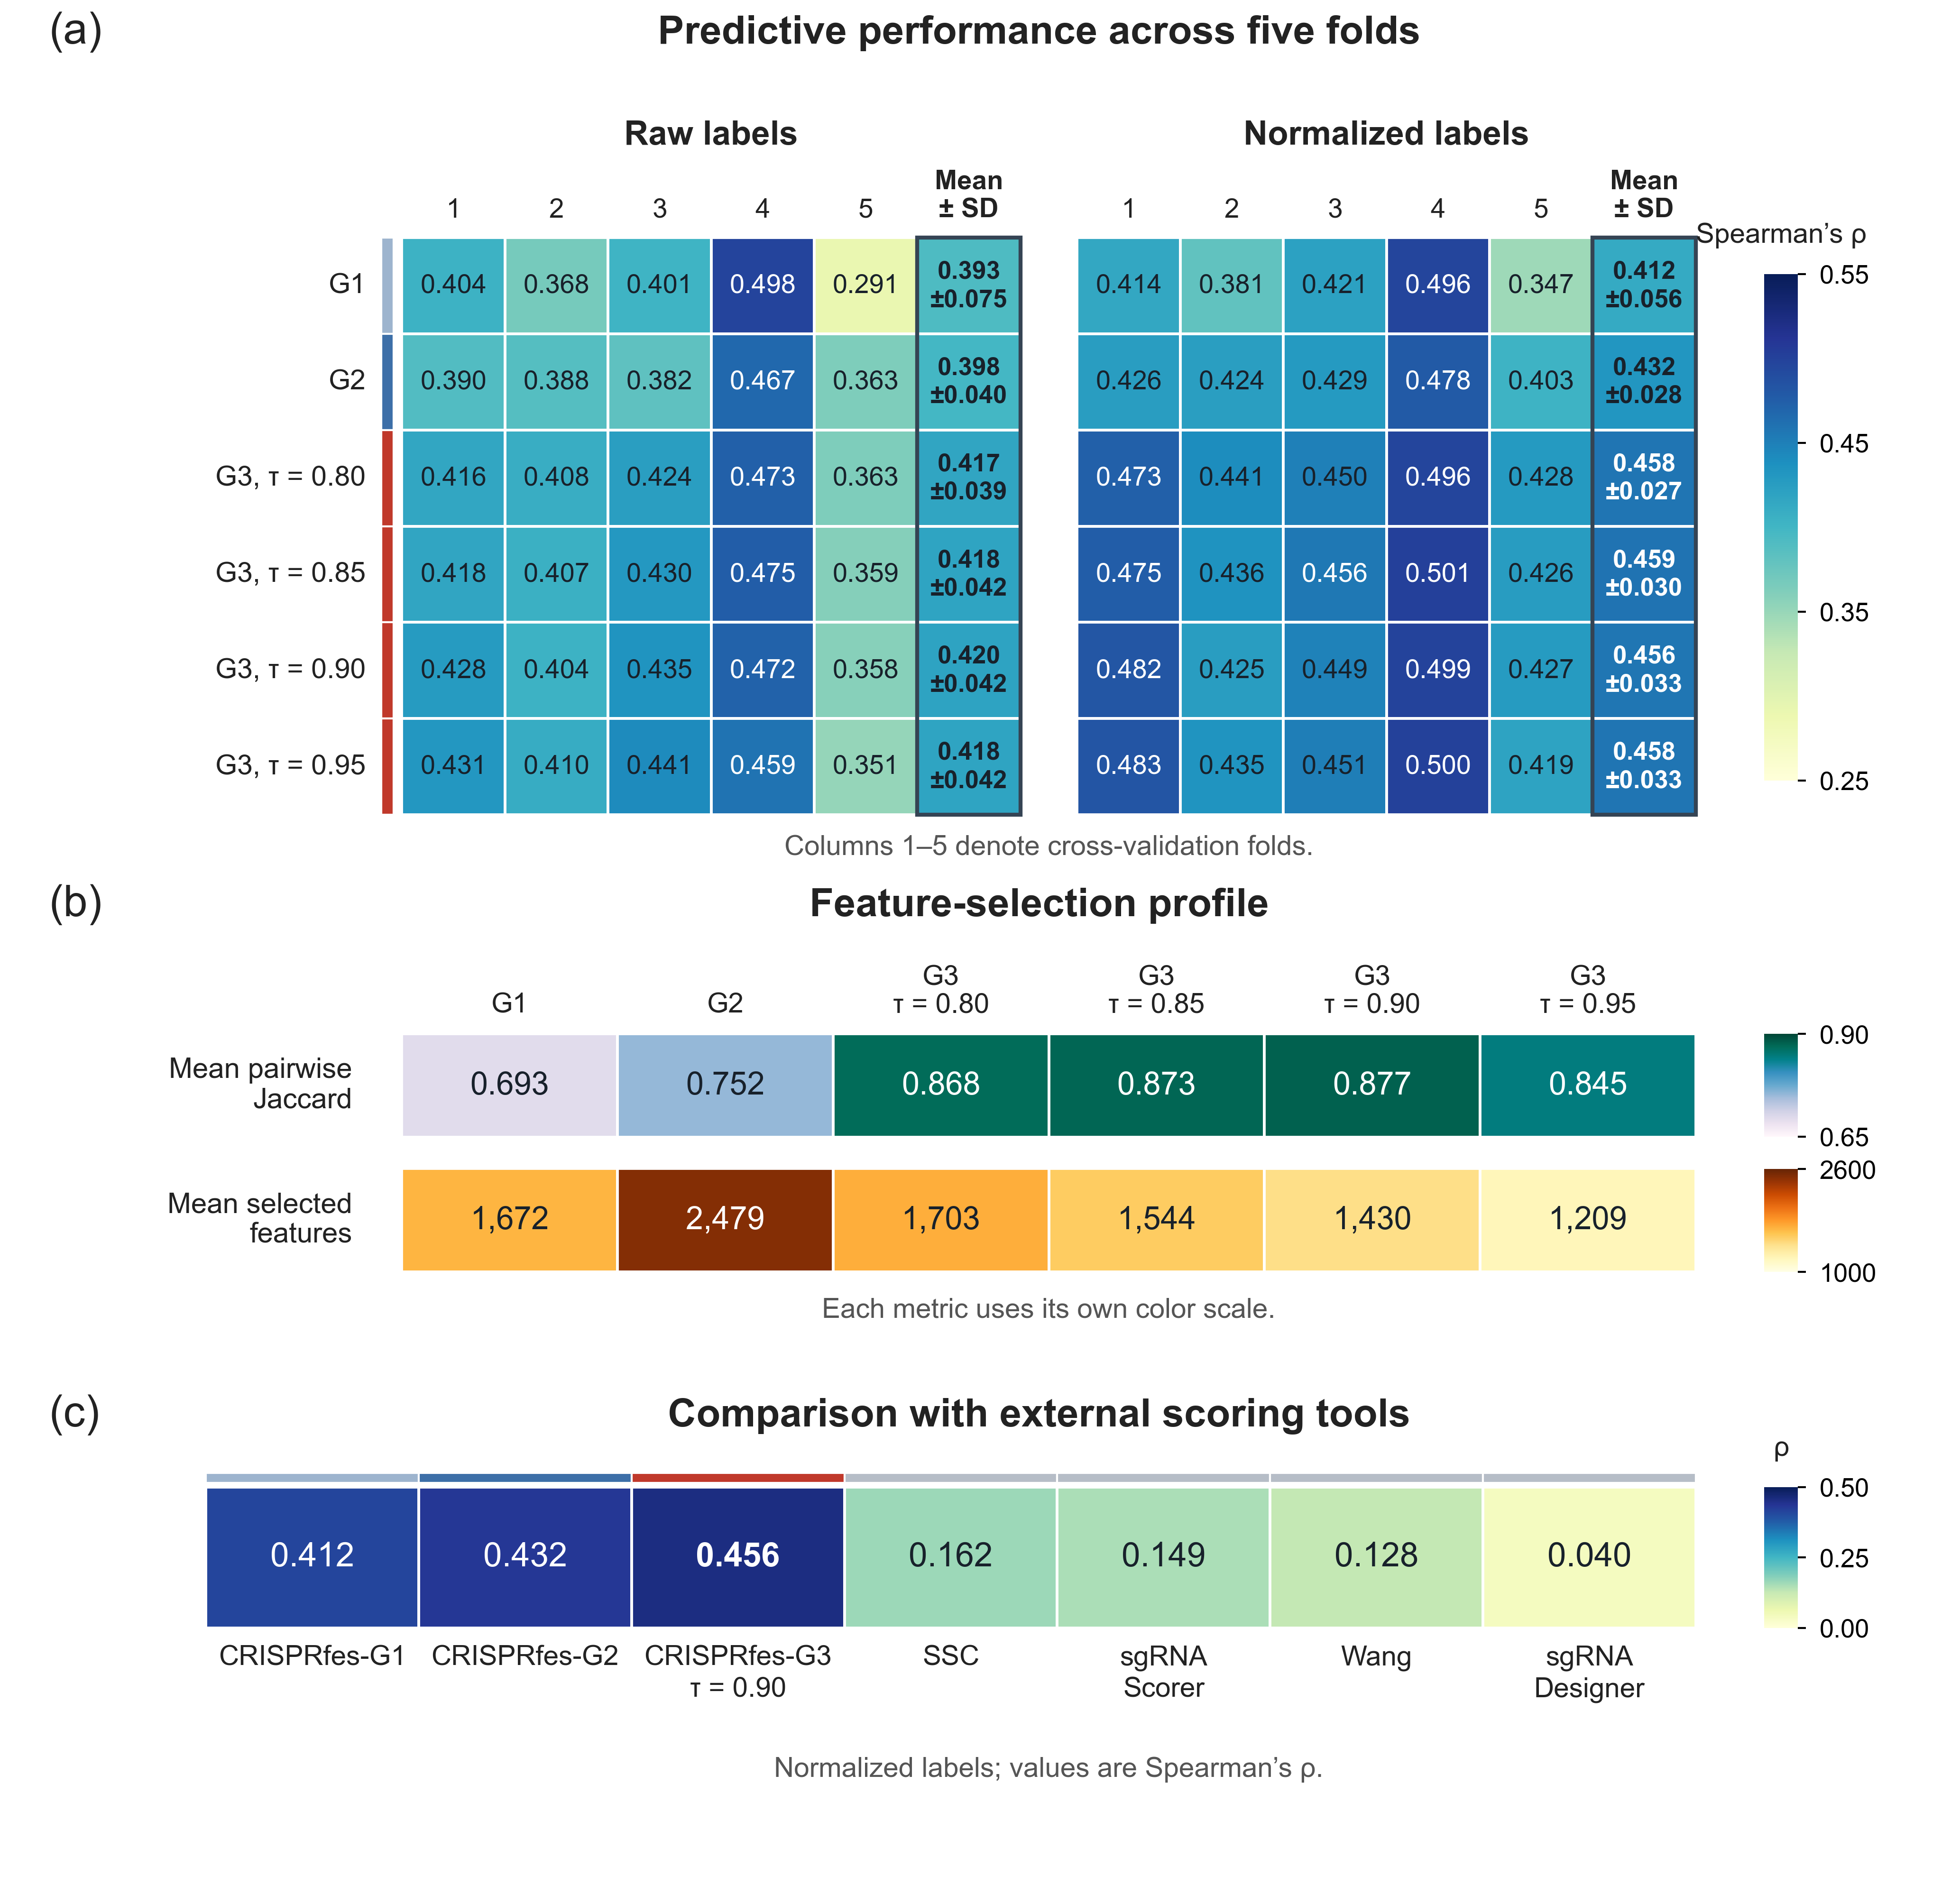 (a)
Predictive performance across five folds
Raw labels
Normalized labels
1 2 3 4 5 Mean ± SD
1 2 3 4 5 Mean ± SD
Spearman’s ρ
G1 0.404 0.368 0.401 0.498 0.291 0.393 ±0.075 0.414 0.381 0.421 0.496 0.347 0.412 ±0.056
G2 0.390 0.388 0.382 0.467 0.363 0.398 ±0.040 0.426 0.424 0.429 0.478 0.403 0.432 ±0.028
G3, τ = 0.80 0.416 0.408 0.424 0.473 0.363 0.417 ±0.039 0.473 0.441 0.450 0.496 0.428 0.458 ±0.027
G3, τ = 0.85 0.418 0.407 0.430 0.475 0.359 0.418 ±0.042 0.475 0.436 0.456 0.501 0.426 0.459 ±0.030
G3, τ = 0.90 0.428 0.404 0.435 0.472 0.358 0.420 ±0.042 0.482 0.425 0.449 0.499 0.427 0.456 ±0.033
G3, τ = 0.95 0.431 0.410 0.441 0.459 0.351 0.418 ±0.042 0.483 0.435 0.451 0.500 0.419 0.458 ±0.033
0.55
0.45
0.35
0.25
Columns 1–5 denote cross-validation folds.
(b)
Feature-selection profile
G1
G2
G3
τ = 0.80
G3
τ = 0.85
G3
τ = 0.90
G3
τ = 0.95
Mean pairwise
Jaccard
0.693 0.752 0.868 0.873 0.877 0.845
0.90
0.65
Mean selected
features
1,672 2,479 1,703 1,544 1,430 1,209
2600
1000
Each metric uses its own color scale.
(c)
Comparison with external scoring tools
ρ
0.412 0.432 0.456 0.162 0.149 0.128 0.040
0.50
0.25
0.00
CRISPRfes-G1
CRISPRfes-G2
CRISPRfes-G3
τ = 0.90
SSC
sgRNA
Scorer
Wang
sgRNA
Designer
Normalized labels; values are Spearman’s ρ.